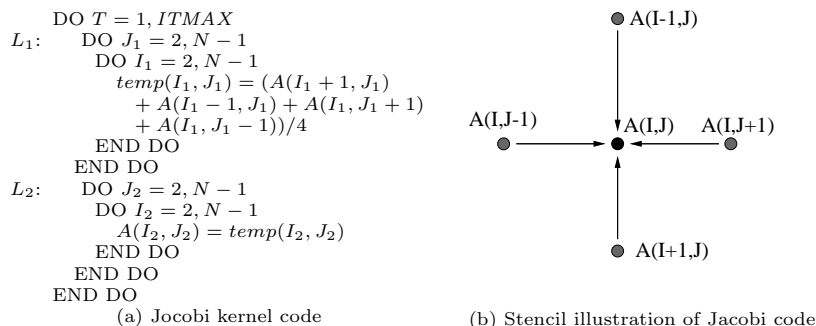 DO T = 1, ITMAX
L1: DO J1 = 2, N − 1
DO I1 = 2, N − 1
temp(I1, J1) = (A(I1 + 1, J1)
+ A(I1 − 1, J1) + A(I1, J1 + 1)
+ A(I1, J1 − 1))/4
END DO
END DO
L2: DO J2 = 2, N − 1
DO I2 = 2, N − 1
A(I2, J2) = temp(I2, J2)
END DO
END DO
END DO
(a) Jocobi kernel code
A(I-1,J)
A(I,J-1)
A(I,J)
A(I,J+1)
A(I+1,J)
(b) Stencil illustration of Jacobi code